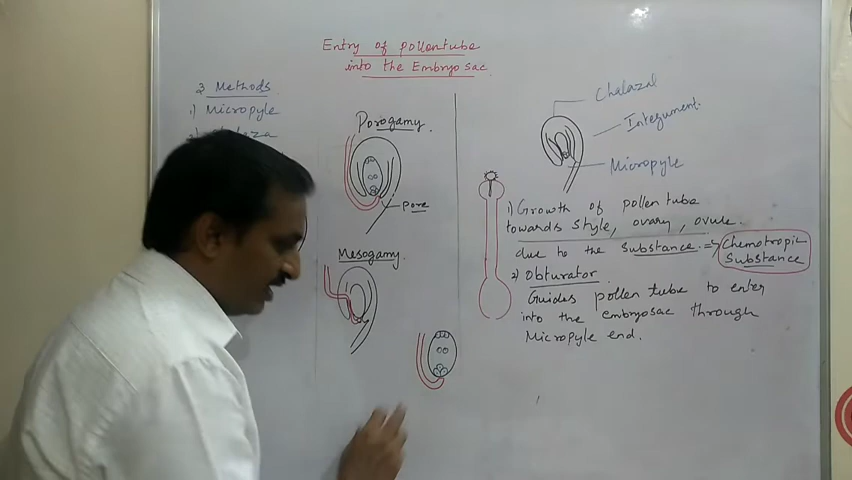 Entry of pollentube
into the Embryosac
3 Methods
1) Micropyle
Porogamy
pore
Mesogamy
Chalazal
Integument
Micropyle
1) Growth of pollen tube
towards style, ovary, ovule.
due to the Substance. => Chemotropic
Substance
2) Obturator
Guides pollen tube to enter
into the embryosac through
Micropyle end.